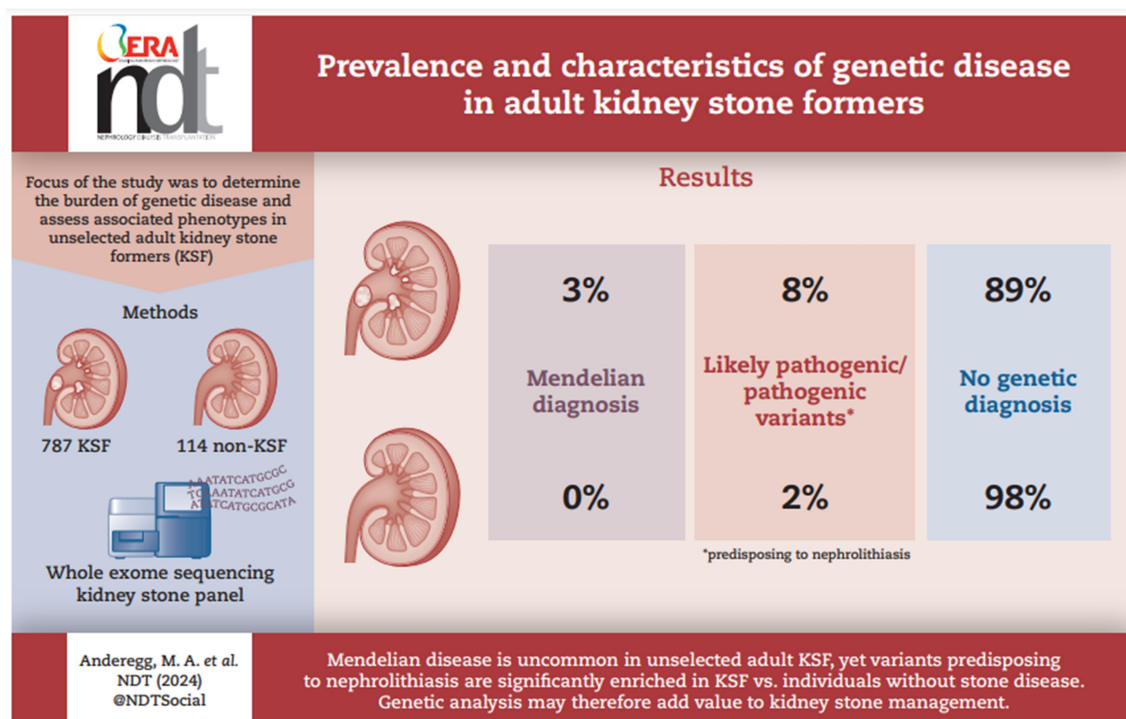 ERA
ndt
NEPHROLOGY DIALYSIS TRANSPLANTATION
Prevalence and characteristics of genetic disease
in adult kidney stone formers
Focus of the study was to determine
the burden of genetic disease and
assess associated phenotypes in
unselected adult kidney stone
formers (KSF)
Methods
787 KSF
114 non-KSF
AAATATCATGCGC
AAATATCATGCG
ATATCATGCGCATA
Whole exome sequencing
kidney stone panel
Results
3%
8%
89%
Mendelian
diagnosis
Likely pathogenic/
pathogenic
variants*
No genetic
diagnosis
0%
2%
98%
*predisposing to nephrolithiasis
Anderegg, M. A. et al.
NDT (2024)
@NDTSocial
Mendelian disease is uncommon in unselected adult KSF, yet variants predisposing
to nephrolithiasis are significantly enriched in KSF vs. individuals without stone disease.
Genetic analysis may therefore add value to kidney stone management.